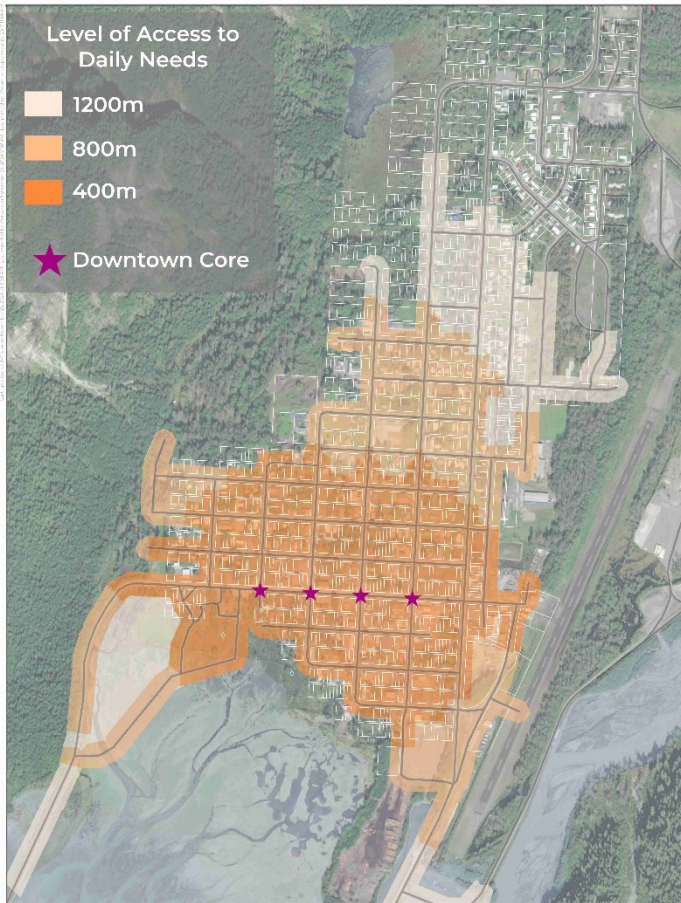 Level of Access to
Daily Needs
1200m
800m
400m
Downtown Core